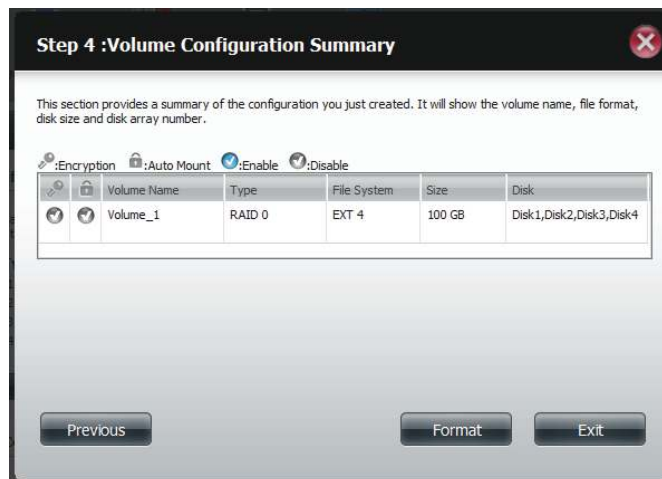 Step 4 :Volume Configuration Summary
This section provides a summary of the configuration you just created. It will show the volume name, file format,
disk size and disk array number.
:Encryption :Auto Mount :Enable :Disable
Volume Name Type File System Size Disk
Volume_1 RAID 0 EXT 4 100 GB Disk1,Disk2,Disk3,Disk4
Previous Format Exit